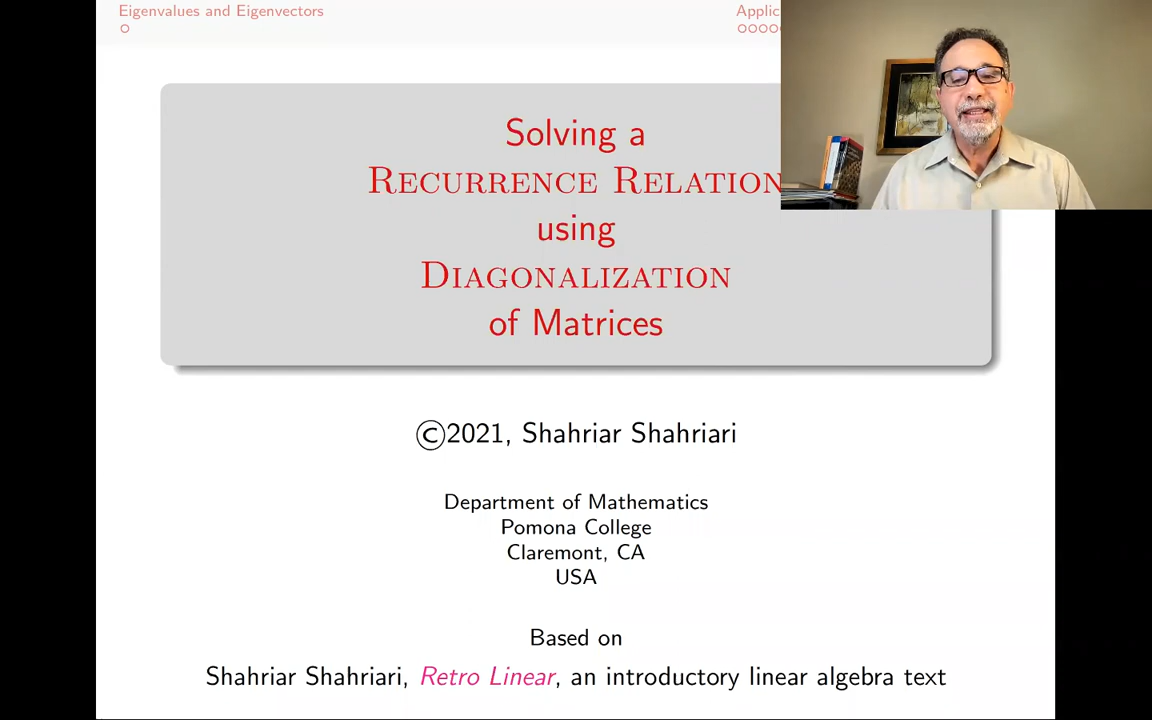 Eigenvalues and Eigenvectors
Applic
Solving a
RECURRENCE RELATION
using
DIAGONALIZATION
of Matrices
©2021, Shahriar Shahriari
Department of Mathematics
Pomona College
Claremont, CA
USA
Based on
Shahriar Shahriari, Retro Linear, an introductory linear algebra text